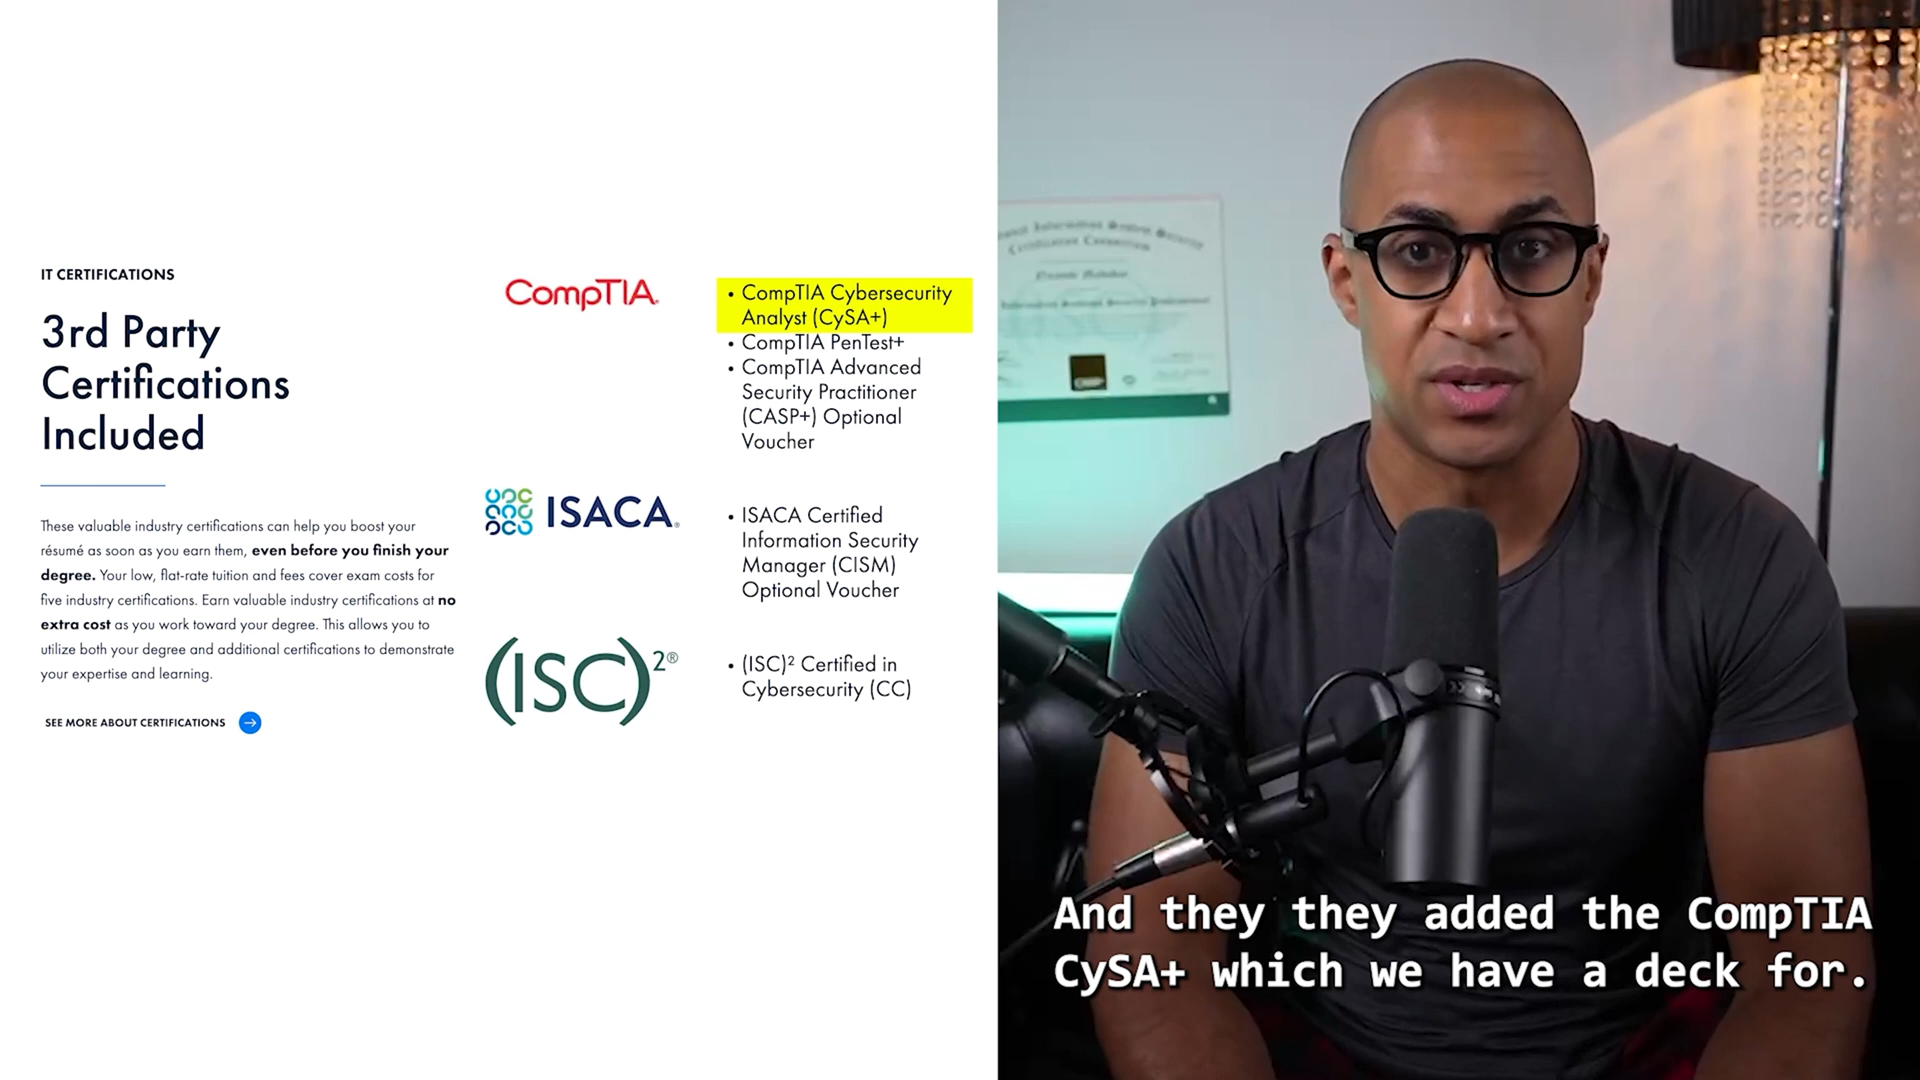 IT CERTIFICATIONS
3rd Party
Certifications
Included
These valuable industry certifications can help you boost your
résumé as soon as you earn them, even before you finish your
degree. Your low, flat-rate tuition and fees cover exam costs for
five industry certifications. Earn valuable industry certifications at no
extra cost as you work toward your degree. This allows you to
utilize both your degree and additional certifications to demonstrate
your expertise and learning.
SEE MORE ABOUT CERTIFICATIONS
CompTIA.
• CompTIA Cybersecurity
Analyst (CySA+)
• CompTIA PenTest+
• CompTIA Advanced
Security Practitioner
(CASP+) Optional
Voucher
ISACA®
• ISACA Certified
Information Security
Manager (CISM)
Optional Voucher
(ISC)²®
• (ISC)² Certified in
Cybersecurity (CC)
Information System Security
Certification Consortium
And they they added the CompTIA
CySA+ which we have a deck for.